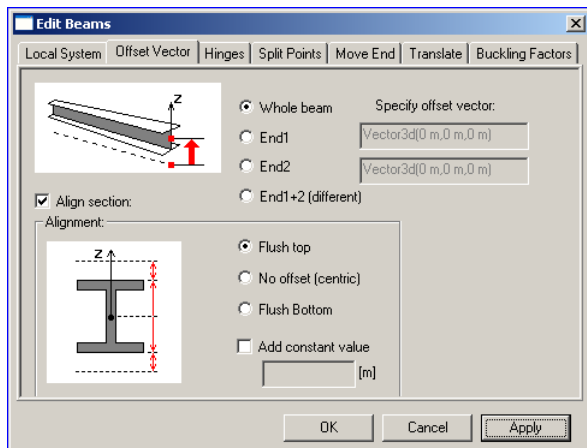 Edit Beams
Local System
Offset Vector
Hinges
Split Points
Move End
Translate
Buckling Factors
z
Whole beam
Specify offset vector:
End1
Vector3d(0 m,0 m,0 m)
End2
Vector3d(0 m,0 m,0 m)
End1+2 (different)
Align section:
Alignment:
z
Flush top
No offset (centric)
Flush Bottom
Add constant value
[m]
OK
Cancel
Apply